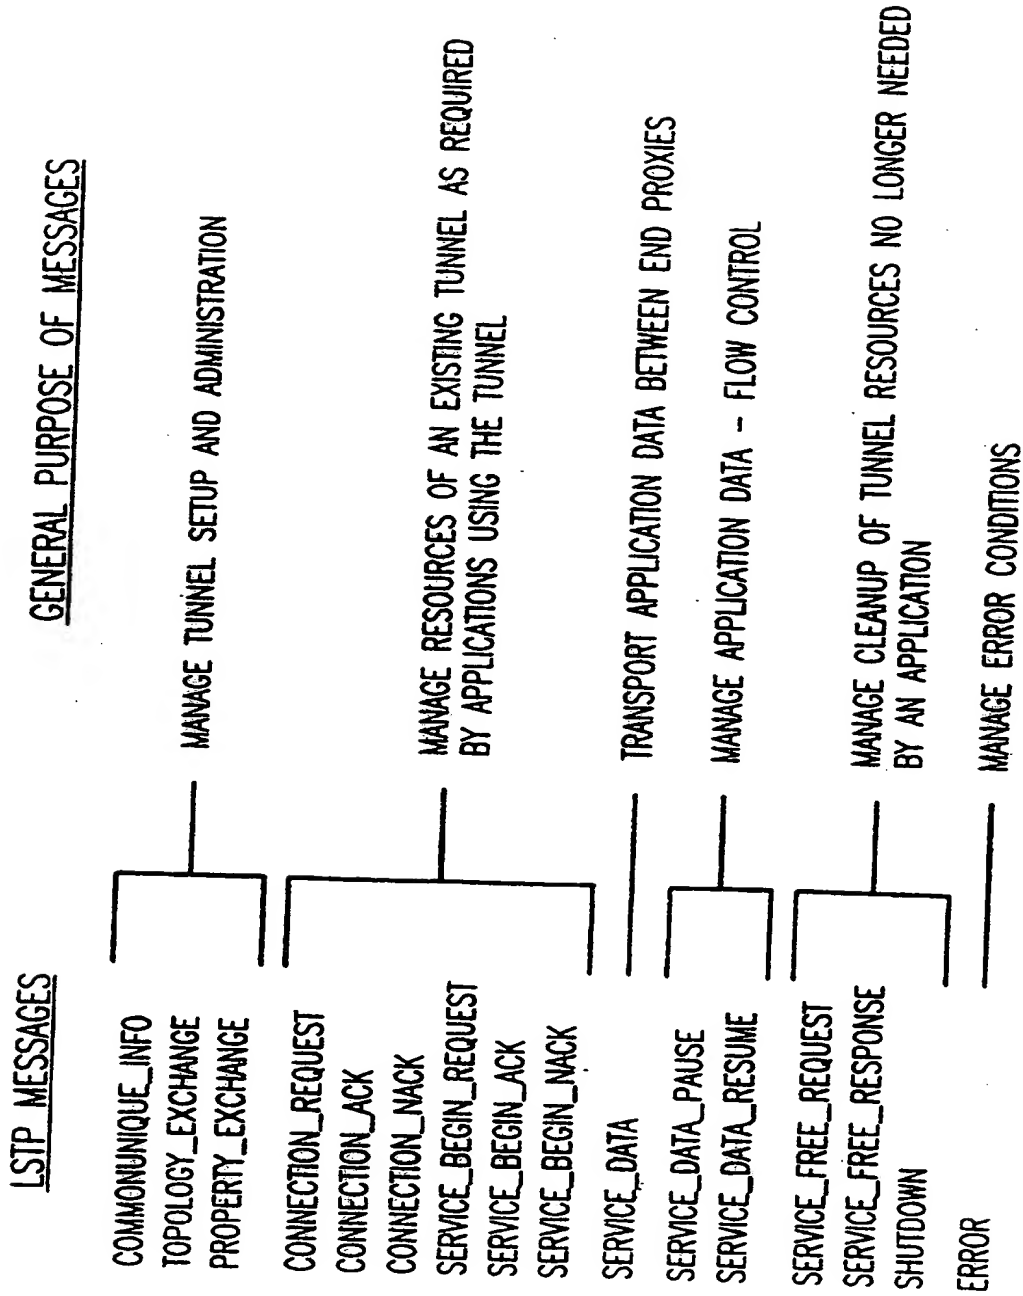 LSTP MESSAGES
GENERAL PURPOSE OF MESSAGES
COMMONUNIQUE_INFO
TOPOLOGY_EXCHANGE
PROPERTY_EXCHANGE
MANAGE TUNNEL SETUP AND ADMINISTRATION
CONNECTION_REQUEST
CONNECTION_ACK
CONNECTION_NACK
SERVICE_BEGIN_REQUEST
SERVICE_BEGIN_ACK
SERVICE_BEGIN_NACK
MANAGE RESOURCES OF AN EXISTING TUNNEL AS REQUIRED
BY APPLICATIONS USING THE TUNNEL
SERVICE_DATA
TRANSPORT APPLICATION DATA BETWEEN END PROXIES
SERVICE_DATA_PAUSE
SERVICE_DATA_RESUME
MANAGE APPLICATION DATA – FLOW CONTROL
SERVICE_FREE_REQUEST
SERVICE_FREE_RESPONSE
SHUTDOWN
MANAGE CLEANUP OF TUNNEL RESOURCES NO LONGER NEEDED
BY AN APPLICATION
ERROR
MANAGE ERROR CONDITIONS